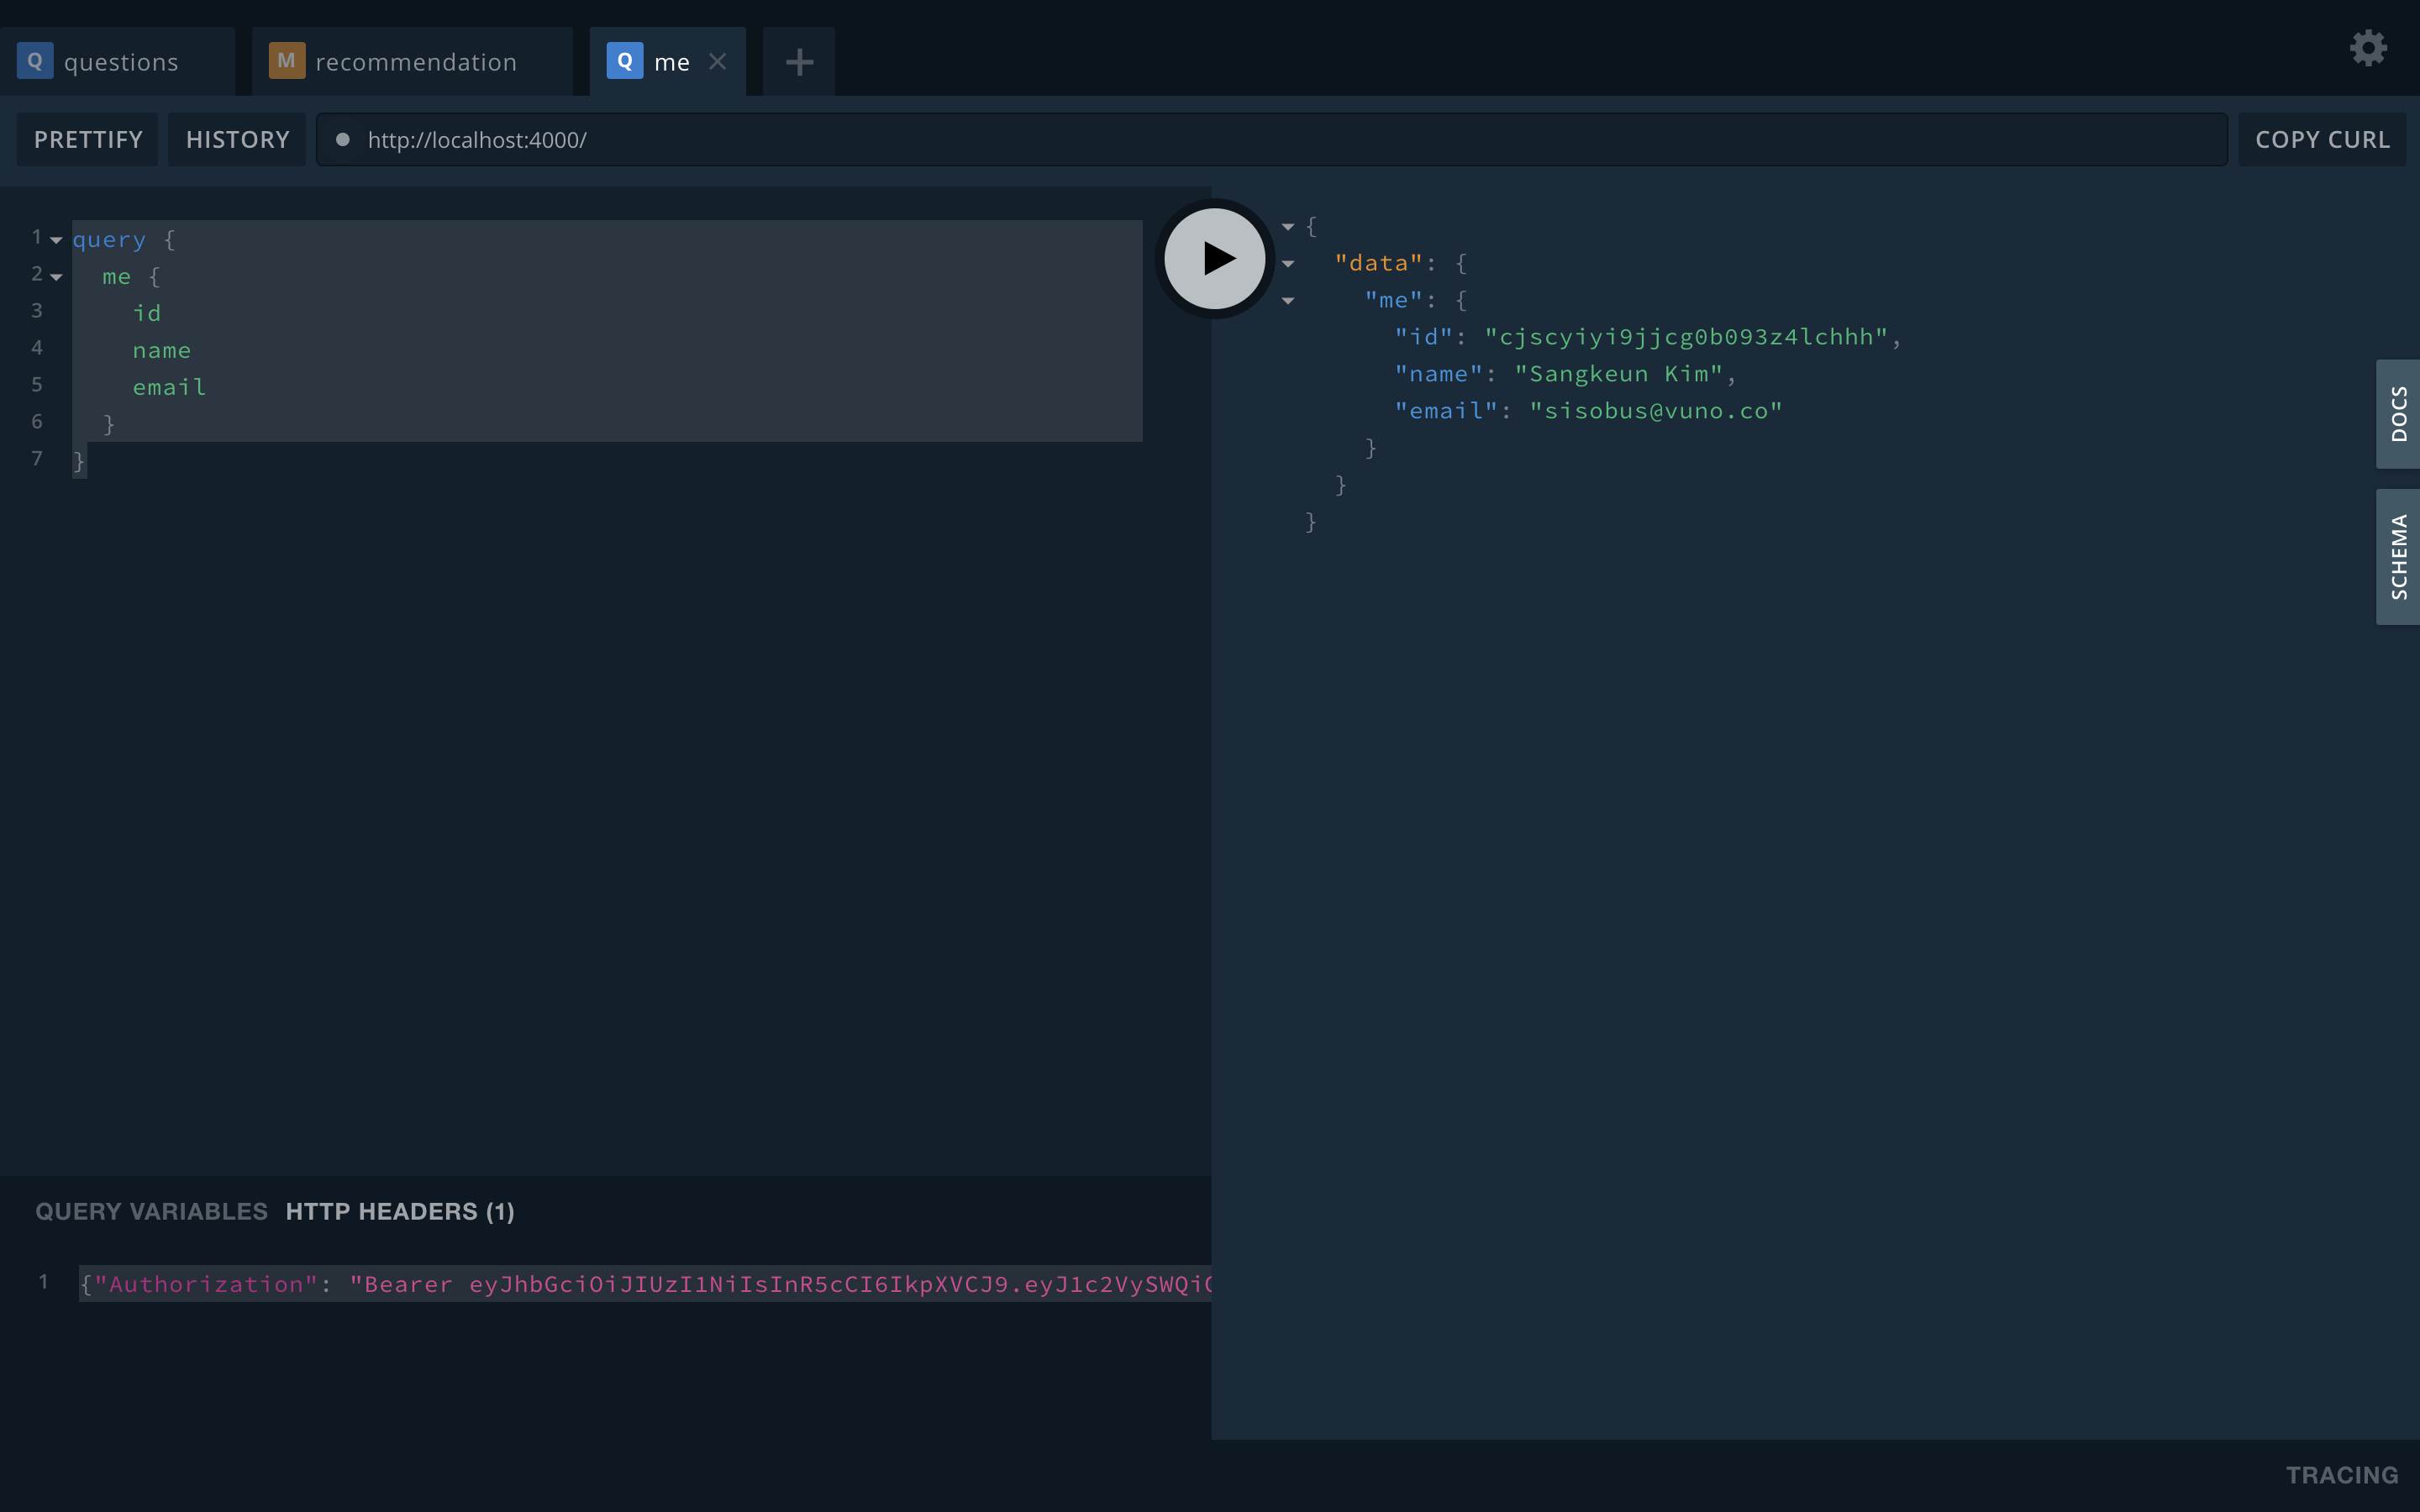 Q questions M recommendation Q me
PRETTIFY HISTORY http://localhost:4000/ COPY CURL
1 query {
2 me {
3 id
4 name
5 email
6 }
7 }
{
"data": {
"me": {
"id": "cjscyiyi9jjcg0b093z4lchhh",
"name": "Sangkeun Kim",
"email": "sisobus@vuno.co"
}
}
}
DOCS
SCHEMA
QUERY VARIABLES HTTP HEADERS (1)
1 {"Authorization": "Bearer eyJhbGciOiJIUzI1NiIsInR5cCI6IkpXVCJ9.eyJ1c2VySWQiO
TRACING